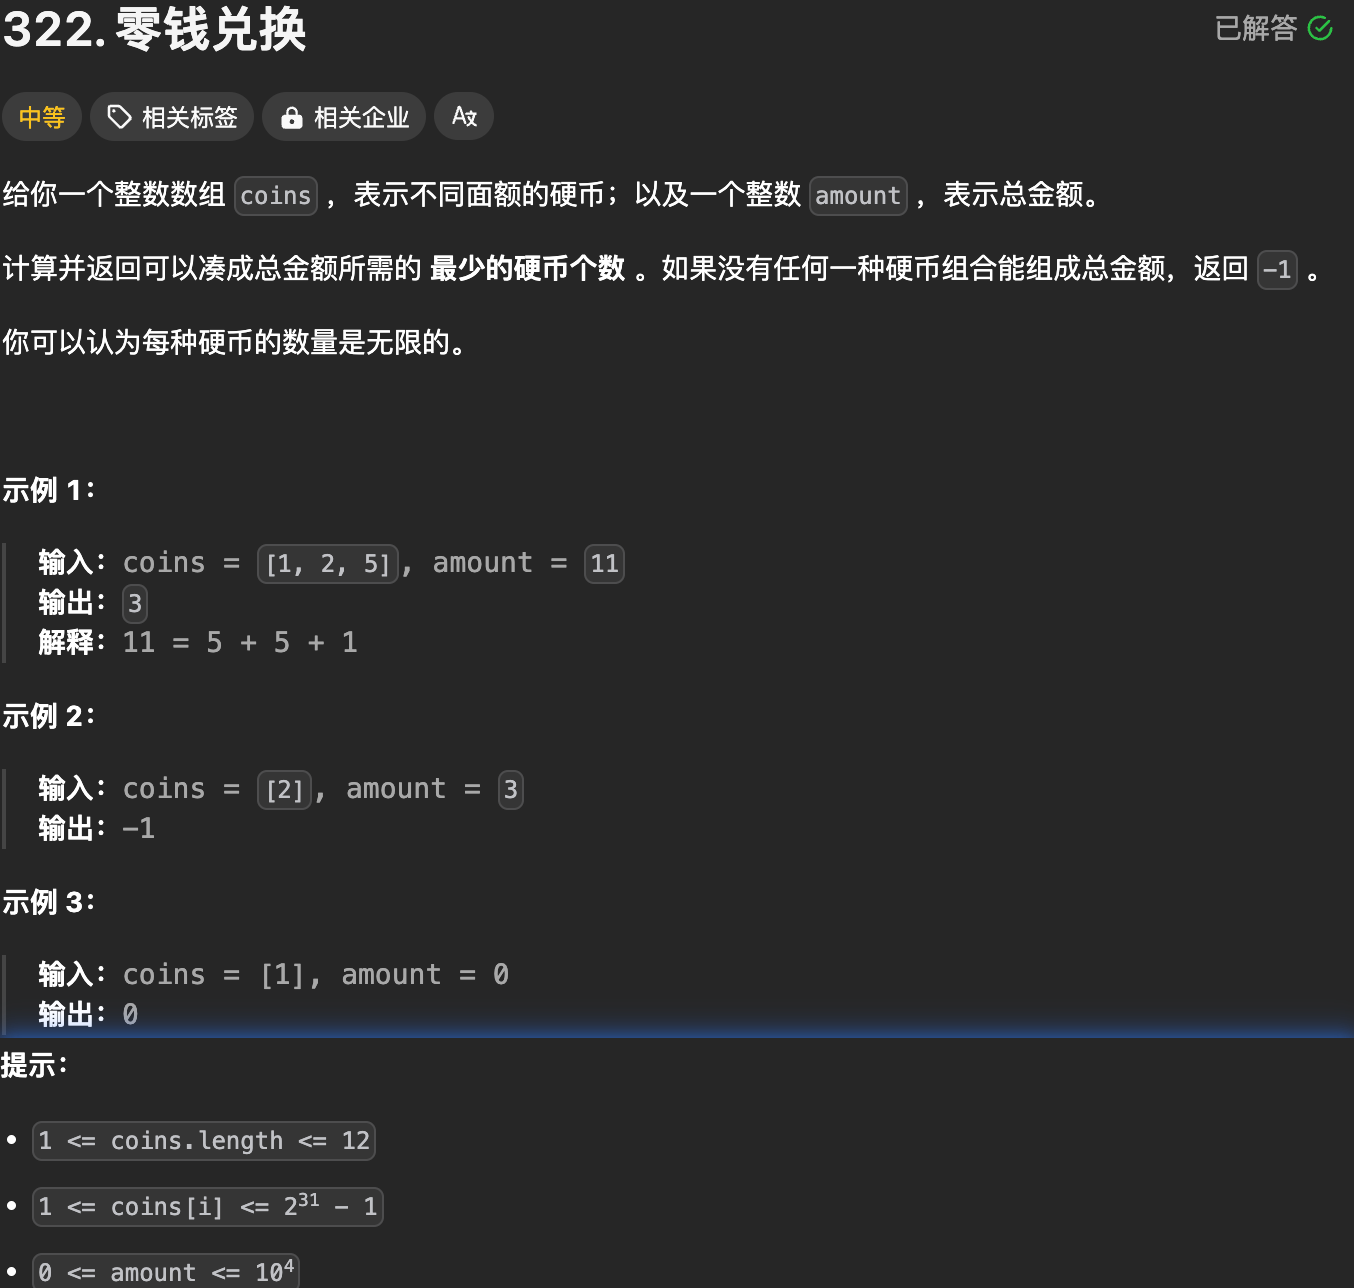 322. 零钱兑换
已解答
中等 相关标签 相关企业
给你一个整数数组 coins ，表示不同面额的硬币；以及一个整数 amount ，表示总金额。
计算并返回可以凑成总金额所需的 最少的硬币个数 。如果没有任何一种硬币组合能组成总金额，返回 -1 。
你可以认为每种硬币的数量是无限的。
示例 1：
输入：coins = [1, 2, 5], amount = 11
输出：3
解释：11 = 5 + 5 + 1
示例 2：
输入：coins = [2], amount = 3
输出：-1
示例 3：
输入：coins = [1], amount = 0
输出：0
提示：
• 1 <= coins.length <= 12
• 1 <= coins[i] <= 2³¹ - 1
• 0 <= amount <= 10⁴